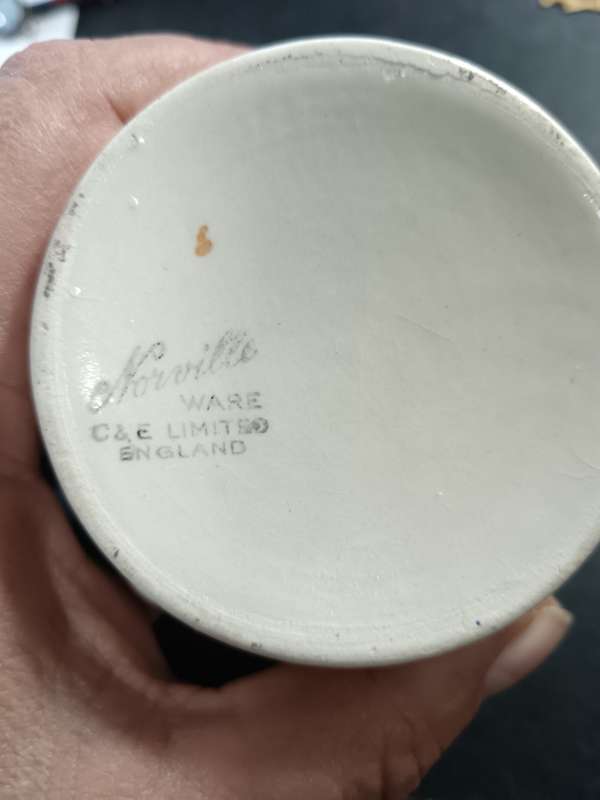 Norville
WARE
C & E LIMITED
ENGLAND